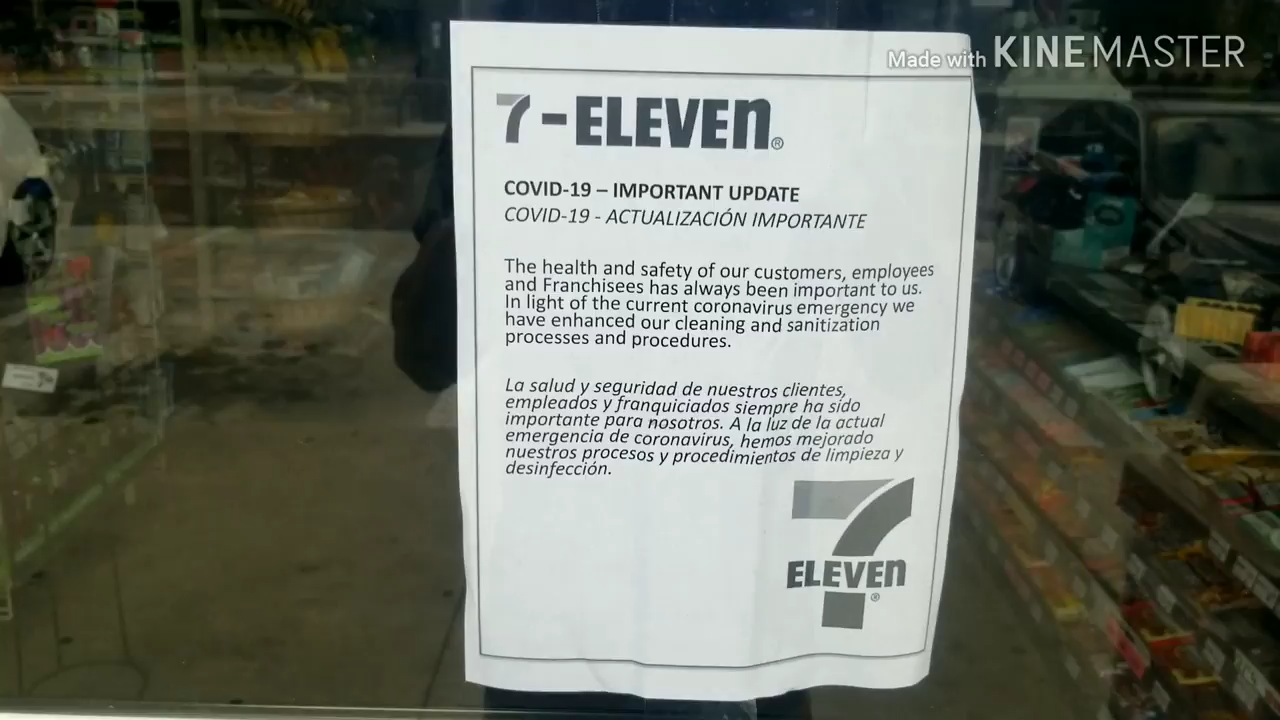 Made with KINEMASTER
7-ELEVEn®
COVID-19 – IMPORTANT UPDATE
COVID-19 - ACTUALIZACIÓN IMPORTANTE
The health and safety of our customers, employees
and Franchisees has always been important to us.
In light of the current coronavirus emergency we
have enhanced our cleaning and sanitization
processes and procedures.
La salud y seguridad de nuestros clientes,
empleados y franquiciados siempre ha sido
importante para nosotros. A la luz de la actual
emergencia de coronavirus, hemos mejorado
nuestros procesos y procedimientos de limpieza y
desinfección.
7
ELEVEn
®